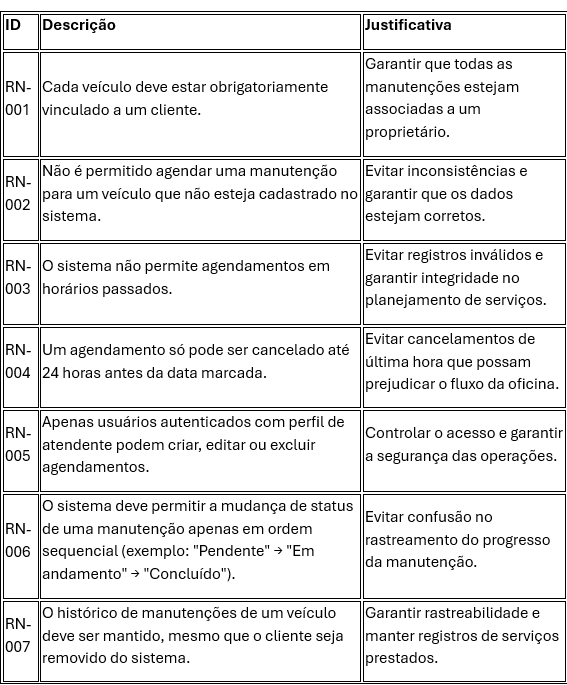 ID Descrição Justificativa
RN-
001
Cada veículo deve estar obrigatoriamente
vinculado a um cliente.
Garantir que todas as
manutenções estejam
associadas a um
proprietário.
RN-
002
Não é permitido agendar uma manutenção
para um veículo que não esteja cadastrado no
sistema.
Evitar inconsistências e
garantir que os dados
estejam corretos.
RN-
003
O sistema não permite agendamentos em
horários passados.
Evitar registros inválidos e
garantir integridade no
planejamento de serviços.
RN-
004
Um agendamento só pode ser cancelado até
24 horas antes da data marcada.
Evitar cancelamentos de
última hora que possam
prejudicar o fluxo da oficina.
RN-
005
Apenas usuários autenticados com perfil de
atendente podem criar, editar ou excluir
agendamentos.
Controlar o acesso e garantir
a segurança das operações.
RN-
006
O sistema deve permitir a mudança de status
de uma manutenção apenas em ordem
sequencial (exemplo: "Pendente" → "Em
andamento" → "Concluído").
Evitar confusão no
rastreamento do progresso
da manutenção.
RN-
007
O histórico de manutenções de um veículo
deve ser mantido, mesmo que o cliente seja
removido do sistema.
Garantir rastreabilidade e
manter registros de serviços
prestados.